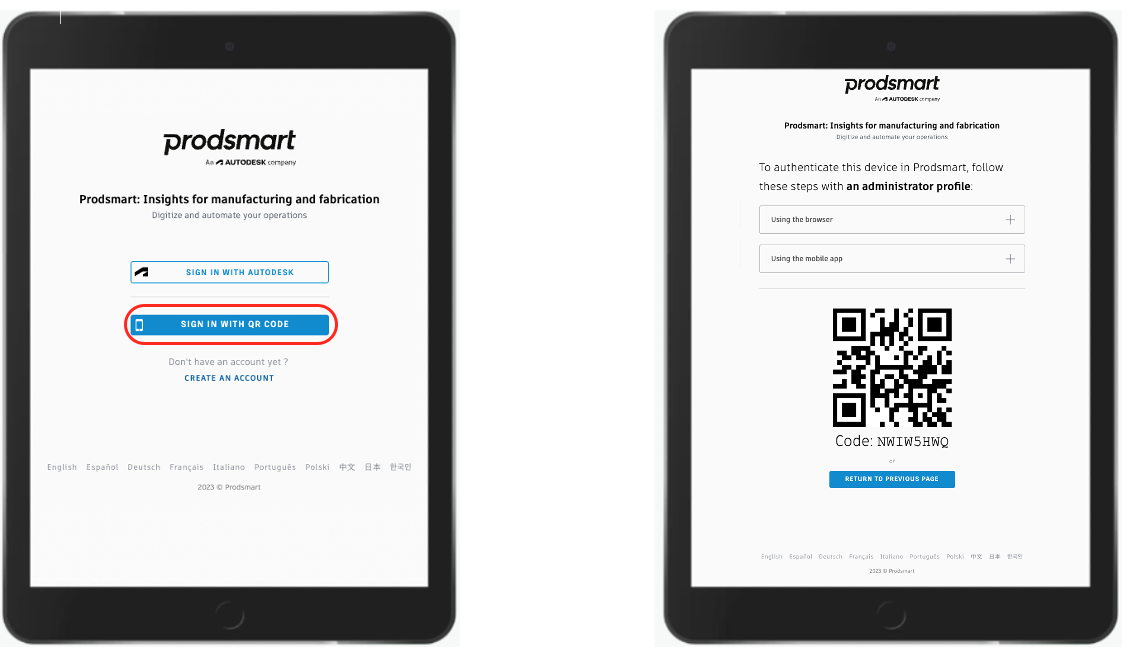 prodsmart
An AUTODESK company
Prodsmart: Insights for manufacturing and fabrication
Digitize and automate your operations
SIGN IN WITH AUTODESK
SIGN IN WITH QR CODE
Don't have an account yet ?
CREATE AN ACCOUNT
English Español Deutsch Français Italiano Português Polski 中文 日本 한국인
2023 © Prodsmart
prodsmart
An AUTODESK company
Prodsmart: Insights for manufacturing and fabrication
Digitize and automate your operations
To authenticate this device in Prodsmart, follow
these steps with an administrator profile:
Using the browser
Using the mobile app
Code: NWIW5HWQ
or
RETURN TO PREVIOUS PAGE
English Español Deutsch Français Italiano Português Polski 中文 日本 한국인
2023 © Prodsmart